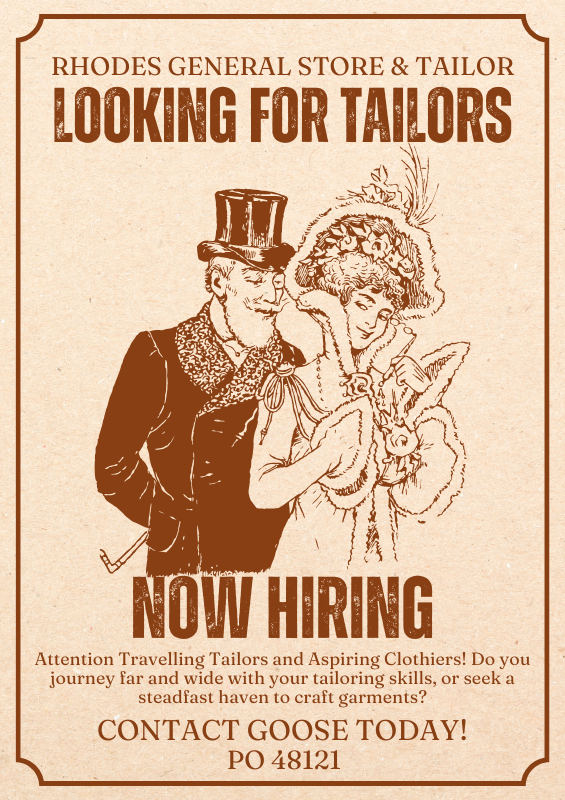 RHODES GENERAL STORE & TAILOR
LOOKING FOR TAILORS
NOW HIRING
Attention Travelling Tailors and Aspiring Clothiers! Do you
journey far and wide with your tailoring skills, or seek a
steadfast haven to craft garments?
CONTACT GOOSE TODAY!
PO 48121